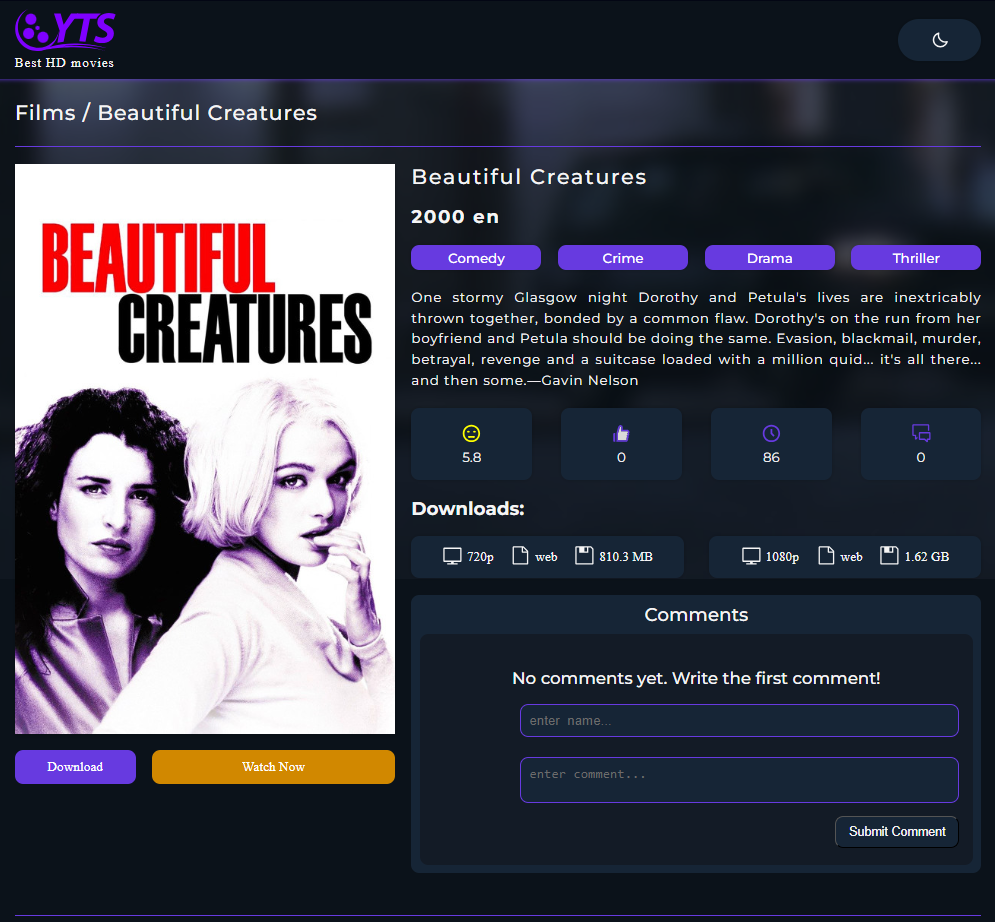 YTS
Best HD movies
Films / Beautiful Creatures
BEAUTIFUL
CREATURES
Download
Watch Now
Beautiful Creatures
2000 en
Comedy
Crime
Drama
Thriller
One stormy Glasgow night Dorothy and Petula's lives are inextricably
thrown together, bonded by a common flaw. Dorothy's on the run from her
boyfriend and Petula should be doing the same. Evasion, blackmail, murder,
betrayal, revenge and a suitcase loaded with a million quid... it's all there...
and then some.—Gavin Nelson
5.8
0
86
0
Downloads:
720p web 810.3 MB
1080p web 1.62 GB
Comments
No comments yet. Write the first comment!
enter name...
enter comment...
Submit Comment